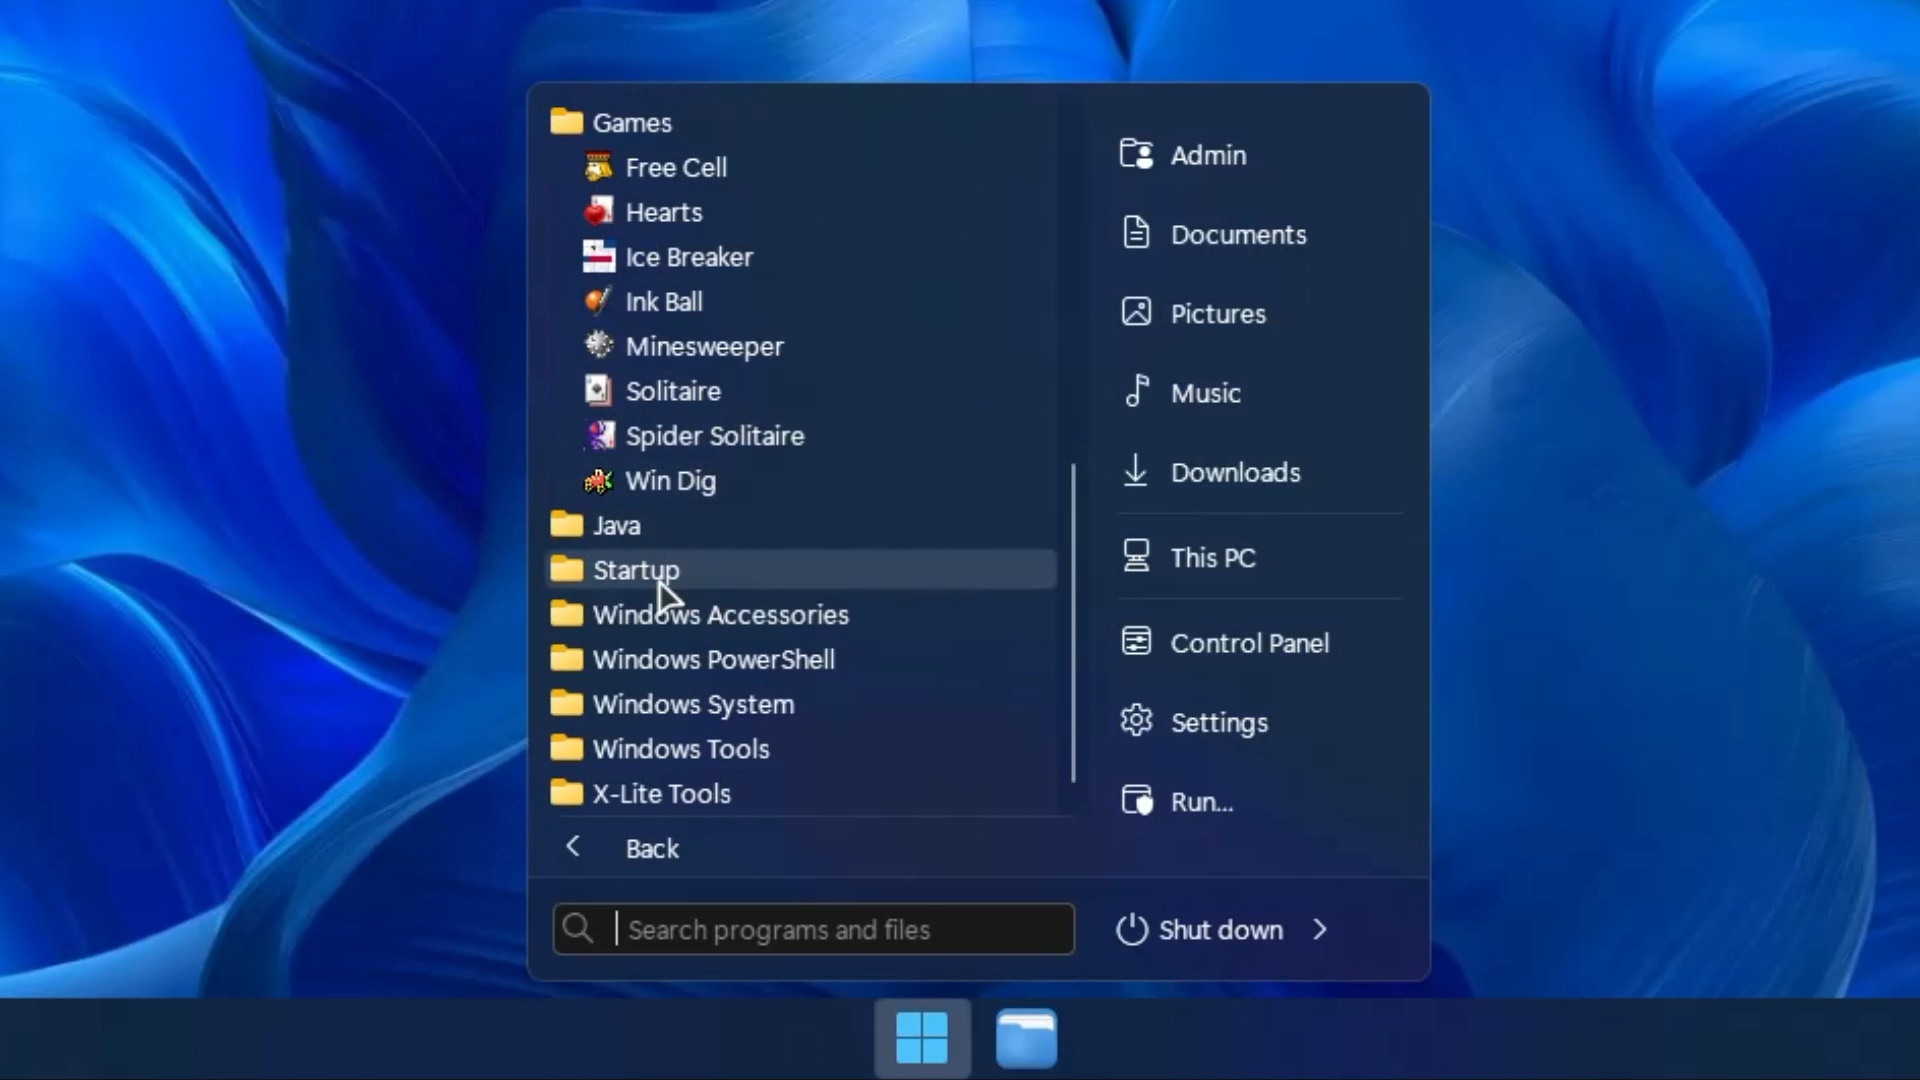 Games
Free Cell
Hearts
Ice Breaker
Ink Ball
Minesweeper
Solitaire
Spider Solitaire
Win Dig
Java
Startup
Windows Accessories
Windows PowerShell
Windows System
Windows Tools
X-Lite Tools
Back
Search programs and files
Admin
Documents
Pictures
Music
Downloads
This PC
Control Panel
Settings
Run...
Shut down